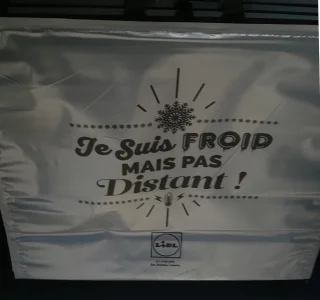 Je Suis FROID
MAIS PAS
Distant !
LIDL